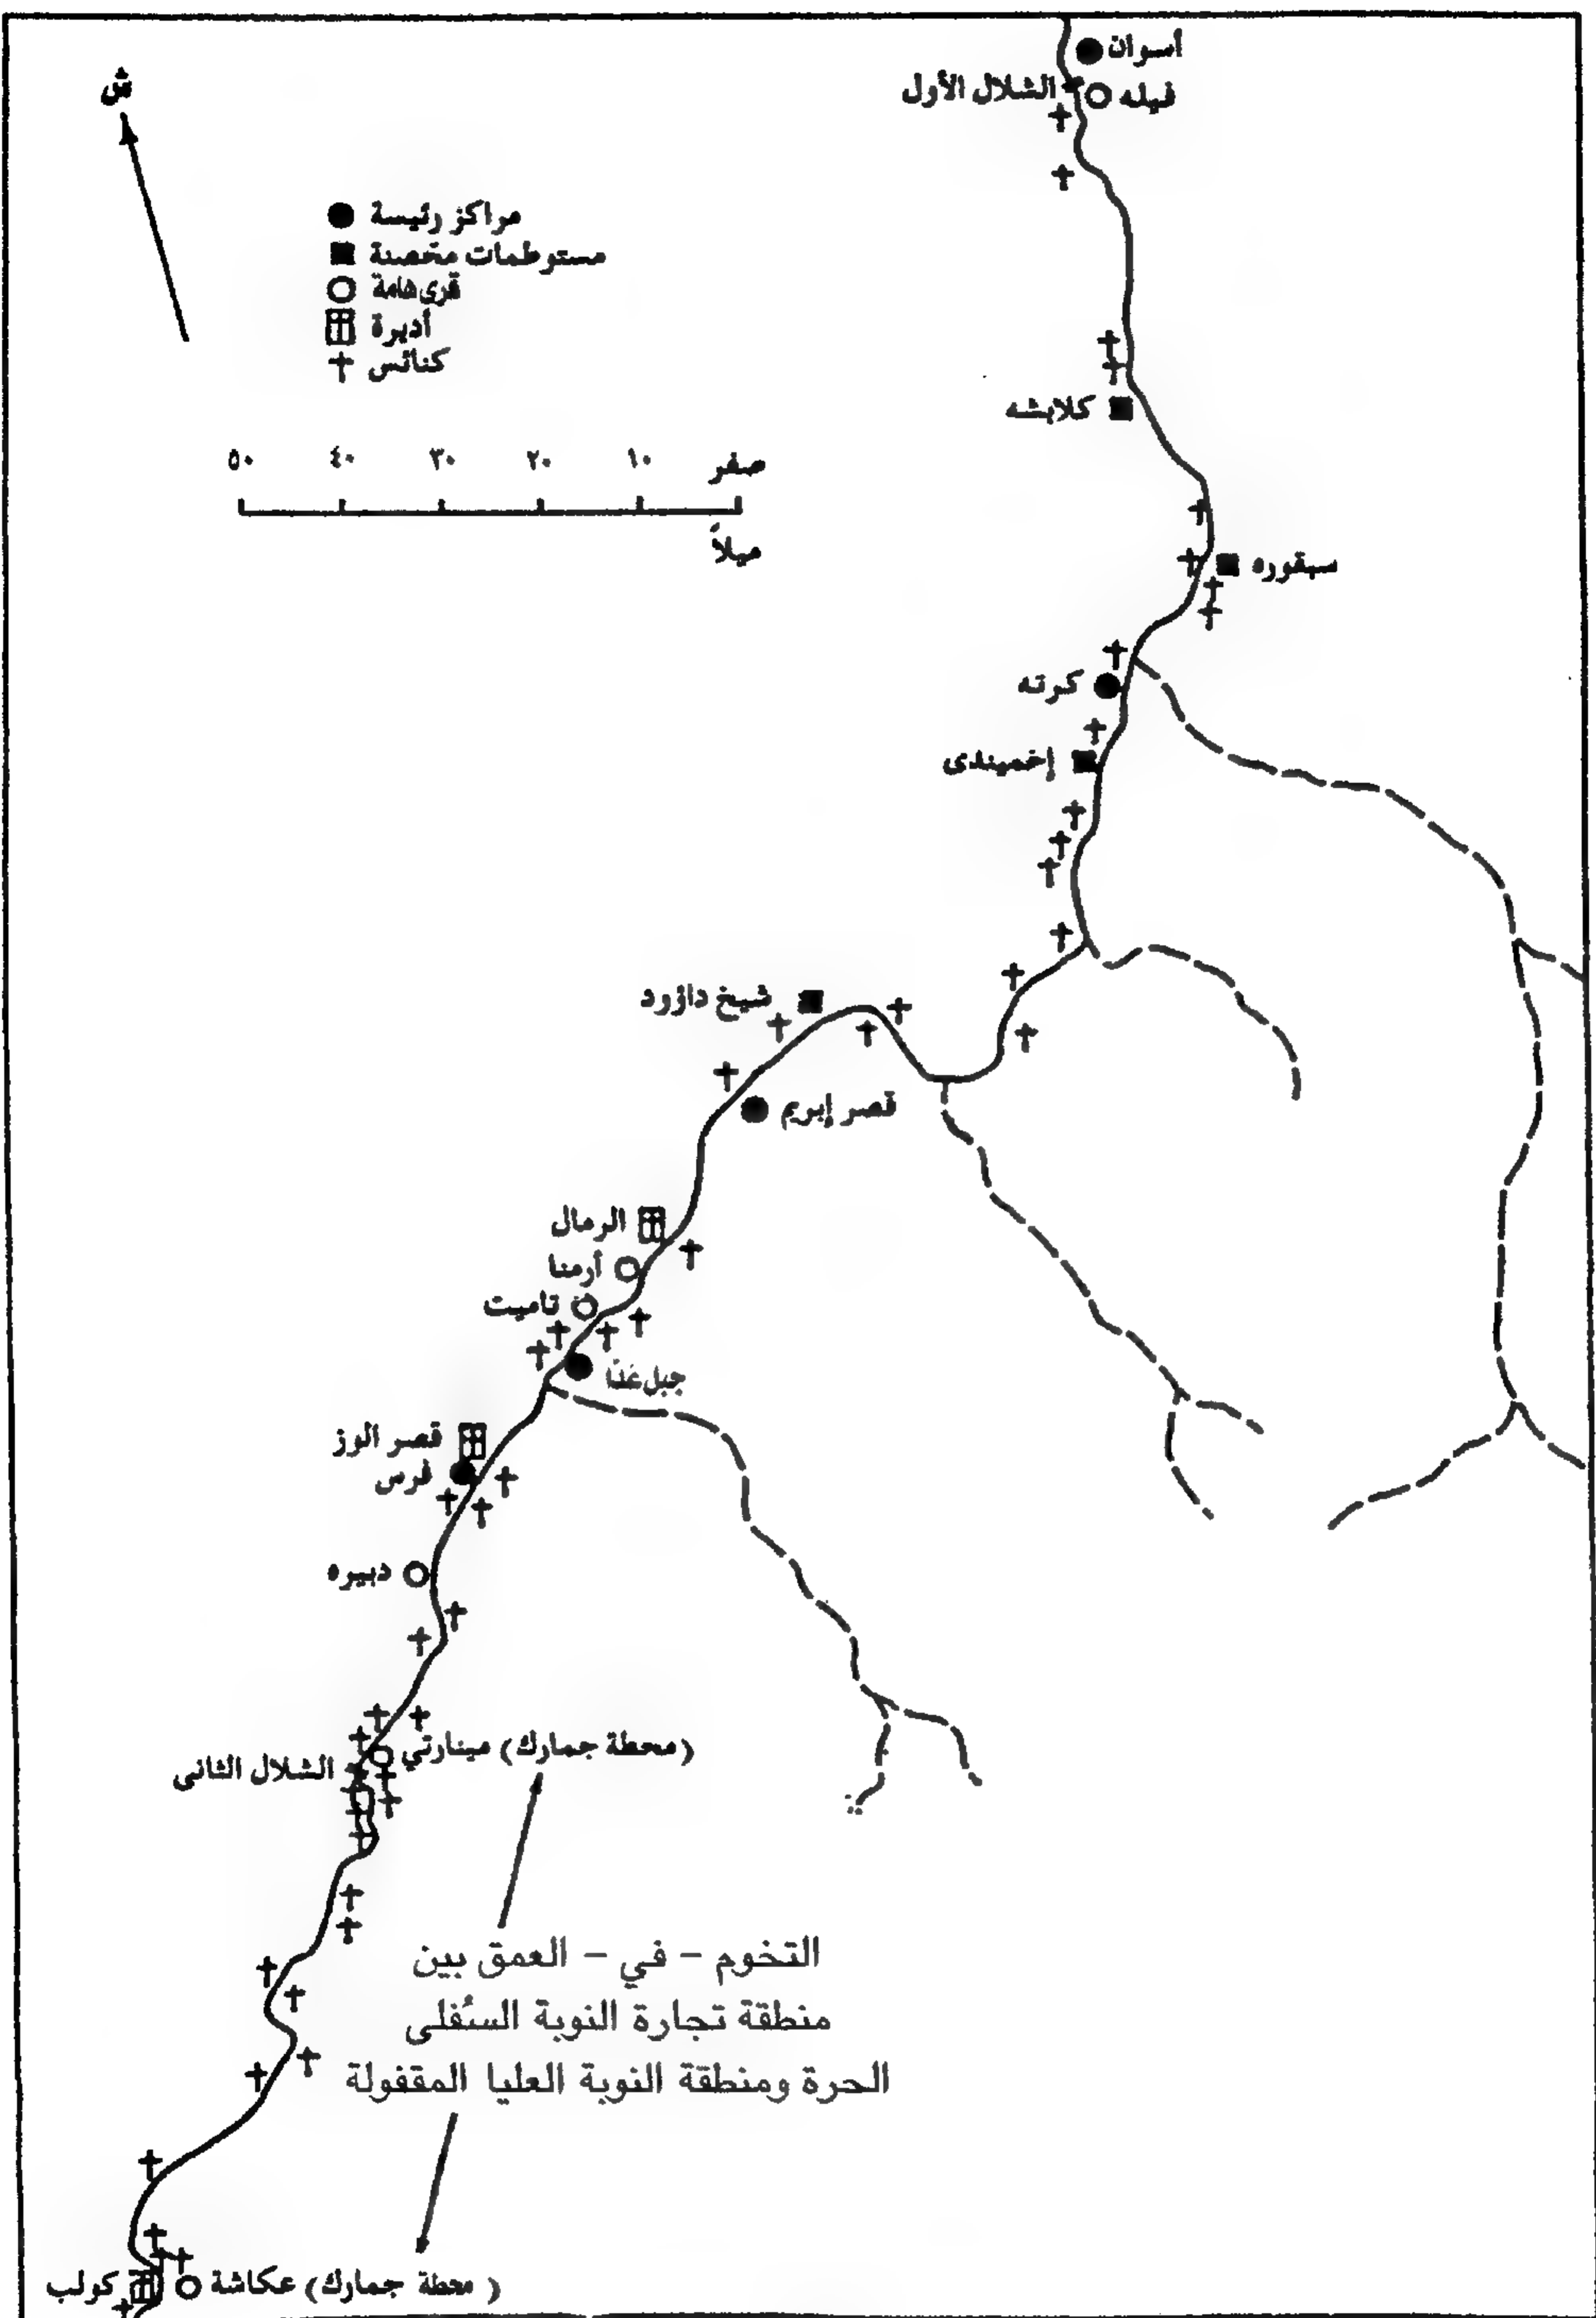 أسوان
الشلال الأول
فيله
ش
مراكز رئيسة
مستوطمات محصنة
قرى هامة
أديرة
كنائس
كلابشه
٥٠ ٤٠ ٣٠ ٢٠ ١٠ صفر
ميلاً
سبقوره
كرته
إخميندى
شيخ داؤود
قصر إبريم
الرمال
أرمنا
تاميت
جبل عدّا
قصر الوز
فرس
دبيره
مينارتي (محطة جمارك)
الشلال الثانى
التخوم - في - العمق بين
منطقة تجارة النوبة السُفلى
الحرة ومنطقة النوبة العليا المقفولة
كولب
عكاشة (محطة جمارك)